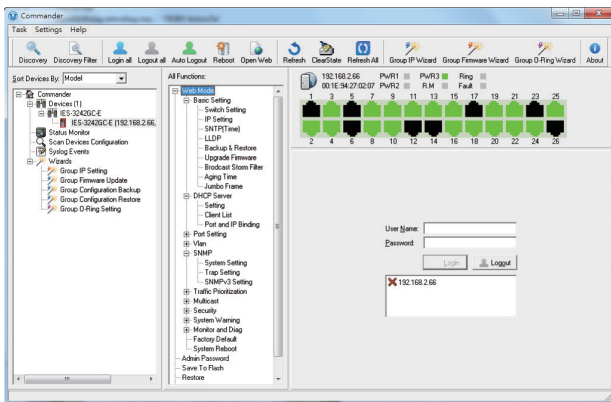 Commander
Task Settings Help
Discovery Discovery Filter Login all Logout all Auto Logout Reboot Open Web Refresh ClearState Refresh All Group IP Wizard Group Firmware Wizard Group O-Ring Wizard About
Sort Devices By: Model
Commander
Devices (1)
IES-3242GC-E
IES-3242GC-E (192.168.2.66,
Status Monitor
Scan Devices Configuration
Syslog Events
Wizards
Group IP Setting
Group Firmware Update
Group Configuration Backup
Group Configuration Restore
Group O-Ring Setting
All Functions:
Web Mode
Basic Setting
Switch Setting
IP Setting
SNTP(Time)
LLDP
Backup & Restore
Upgrade Firmware
Brodcast Storm Filter
Aging Time
Jumbo Frame
DHCP Server
Setting
Client List
Port and IP Binding
Port Setting
Vlan
SNMP
System Setting
Trap Setting
SNMPv3 Setting
Traffic Prioritization
Multicast
Security
System Warning
Monitor and Diag
Factory Default
System Reboot
Admin Password
Save To Flash
Restore
192.168.2.66 PWR1 PWR3 Ring
00:1E:94:27:02:07 PWR2 R.M Fault
1 3 5 7 9 11 13 15 17 19 21 23 25
2 4 6 8 10 12 14 16 18 20 22 24 26
User Name:
Password:
Login Loggut
192.168.2.66